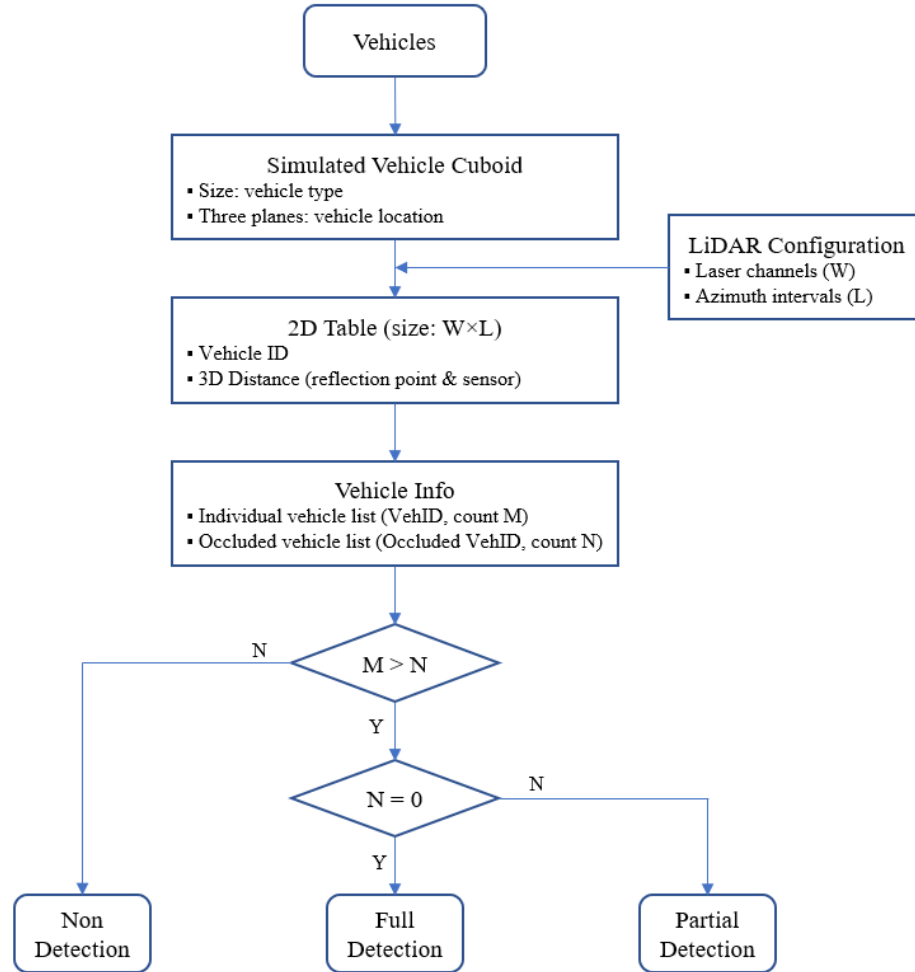 Vehicles
Simulated Vehicle Cuboid
▪ Size: vehicle type
▪ Three planes: vehicle location
LiDAR Configuration
▪ Laser channels (W)
▪ Azimuth intervals (L)
2D Table (size: W×L)
▪ Vehicle ID
▪ 3D Distance (reflection point & sensor)
Vehicle Info
▪ Individual vehicle list (VehID, count M)
▪ Occluded vehicle list (Occluded VehID, count N)
N
M > N
Y
N = 0
N
Y
Non
Detection
Full
Detection
Partial
Detection